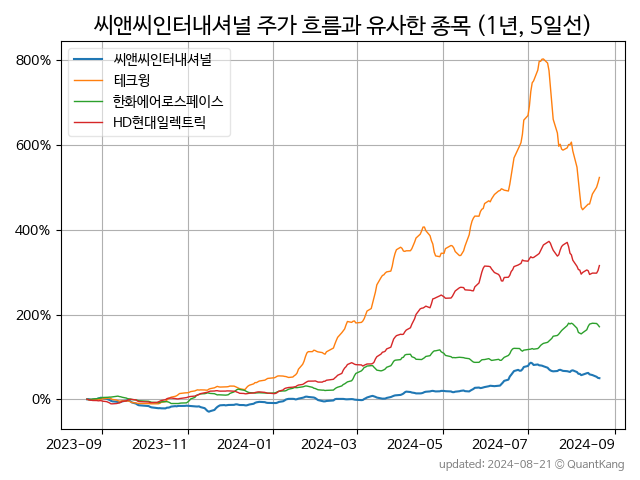 씨앤씨인터내셔널 주가 흐름과 유사한 종목 (1년, 5일선)
씨앤씨인터내셔널
테크윙
한화에어로스페이스
HD현대일렉트릭
800%
600%
400%
200%
0%
2023-09 2023-11 2024-01 2024-03 2024-05 2024-07 2024-09
updated: 2024-08-21 @ QuantKang